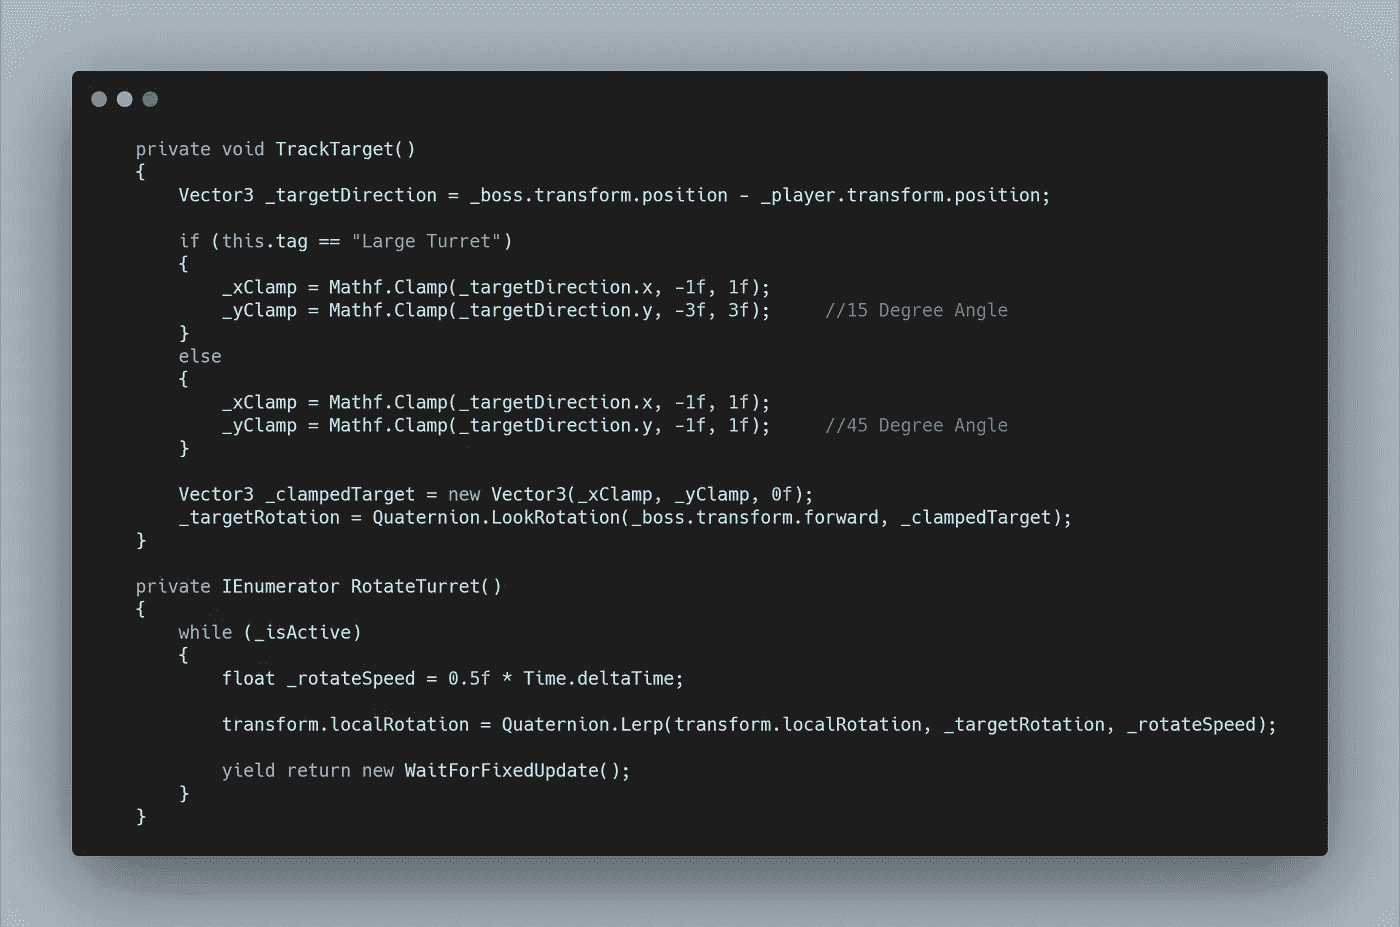 private void TrackTarget()
{
Vector3 _targetDirection = _boss.transform.position - _player.transform.position;
if (this.tag == "Large Turret")
{
_xClamp = Mathf.Clamp(_targetDirection.x, -1f, 1f);
_yClamp = Mathf.Clamp(_targetDirection.y, -3f, 3f);     //15 Degree Angle
}
else
{
_xClamp = Mathf.Clamp(_targetDirection.x, -1f, 1f);
_yClamp = Mathf.Clamp(_targetDirection.y, -1f, 1f);     //45 Degree Angle
}
Vector3 _clampedTarget = new Vector3(_xClamp, _yClamp, 0f);
_targetRotation = Quaternion.LookRotation(_boss.transform.forward, _clampedTarget);
}
private IEnumerator RotateTurret()
{
while (_isActive)
{
float _rotateSpeed = 0.5f * Time.deltaTime;
transform.localRotation = Quaternion.Lerp(transform.localRotation, _targetRotation, _rotateSpeed);
yield return new WaitForFixedUpdate();
}
}